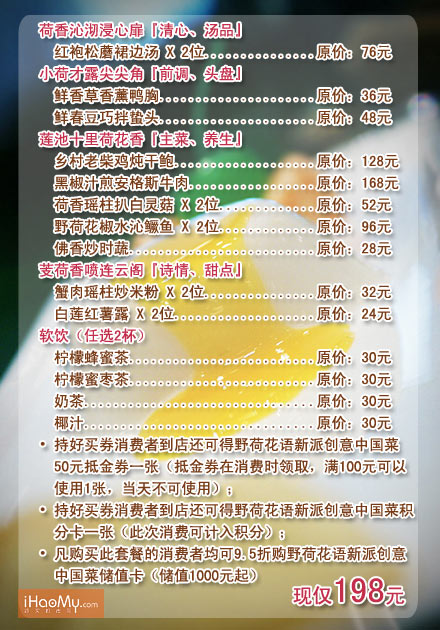 荷香沁沏浸心扉『清心、汤品』
红袍松蘑裙边汤 X 2位......................原价：76元
小荷才露尖尖角『前调、头盘』
鲜香草香薰鸭胸......................原价：36元
鲜春豆巧拌蛰头......................原价：48元
莲池十里荷花香『主菜、养生』
乡村老柴鸡炖干鲍......................原价：128元
黑椒汁煎安格斯牛肉......................原价：168元
荷香瑶柱扒白灵菇 X 2位......................原价：52元
野荷花椒水沁鳜鱼 X 2位......................原价：96元
佛香炒时蔬......................原价：28元
芰荷香喷连云阁『诗情、甜点』
蟹肉瑶柱炒米粉 X 2位......................原价：32元
白莲红薯露 X 2位......................原价：24元
软饮（任选2杯）
柠檬蜂蜜茶......................原价：30元
柠檬蜜枣茶......................原价：30元
奶茶......................原价：30元
椰汁......................原价：30元
• 持好买券消费者到店还可得野荷花语新派创意中国菜
50元抵金券一张（抵金券在消费时领取，满100元可以
使用1张，当天不可使用）；
• 持好买券消费者到店还可得野荷花语新派创意中国菜积
分卡一张（此次消费可计入积分）；
• 凡购买此套餐的消费者均可9.5折购野荷花语新派创意
中国菜储值卡（储值1000元起）
现仅198元
iHaoMy.com